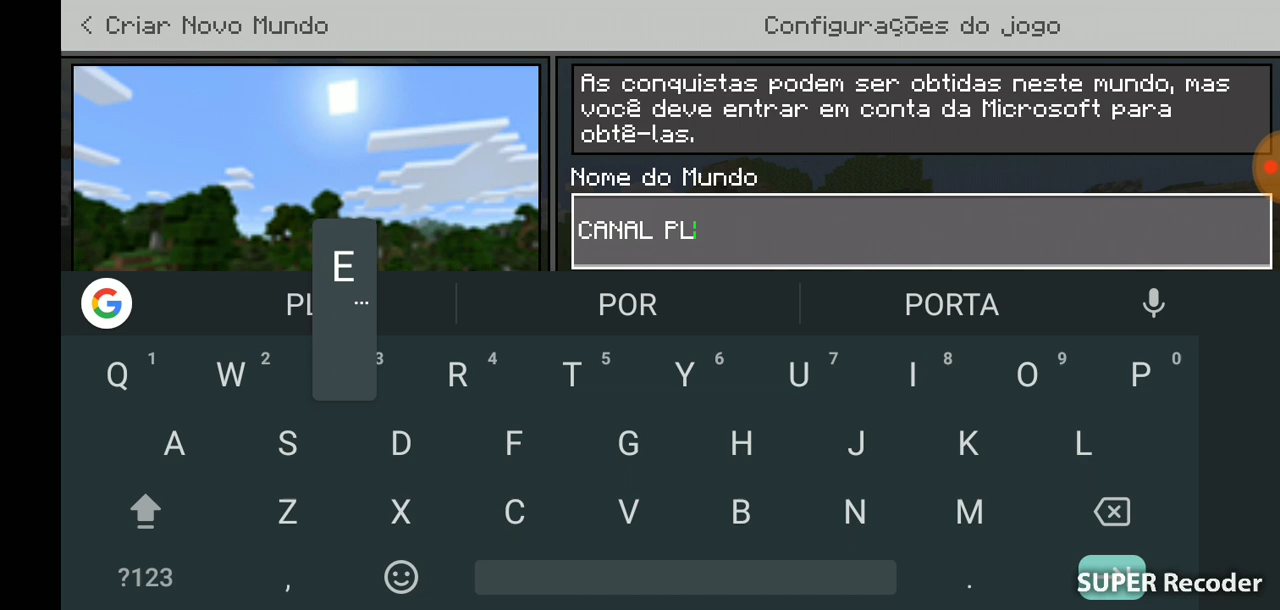 Criar Novo Mundo
Configurações do jogo
As conquistas podem ser obtidas neste mundo, mas
você deve entrar em conta da Microsoft para
obtê-las.
Nome do Mundo
CANAL PL
E
...
POR
PORTA
Q 1 W 2 3 R 4 T 5 Y 6 U 7 I 8 O 9 P 0
A S D F G H J K L
Z X C V B N M
?123 , .
SUPER Recoder